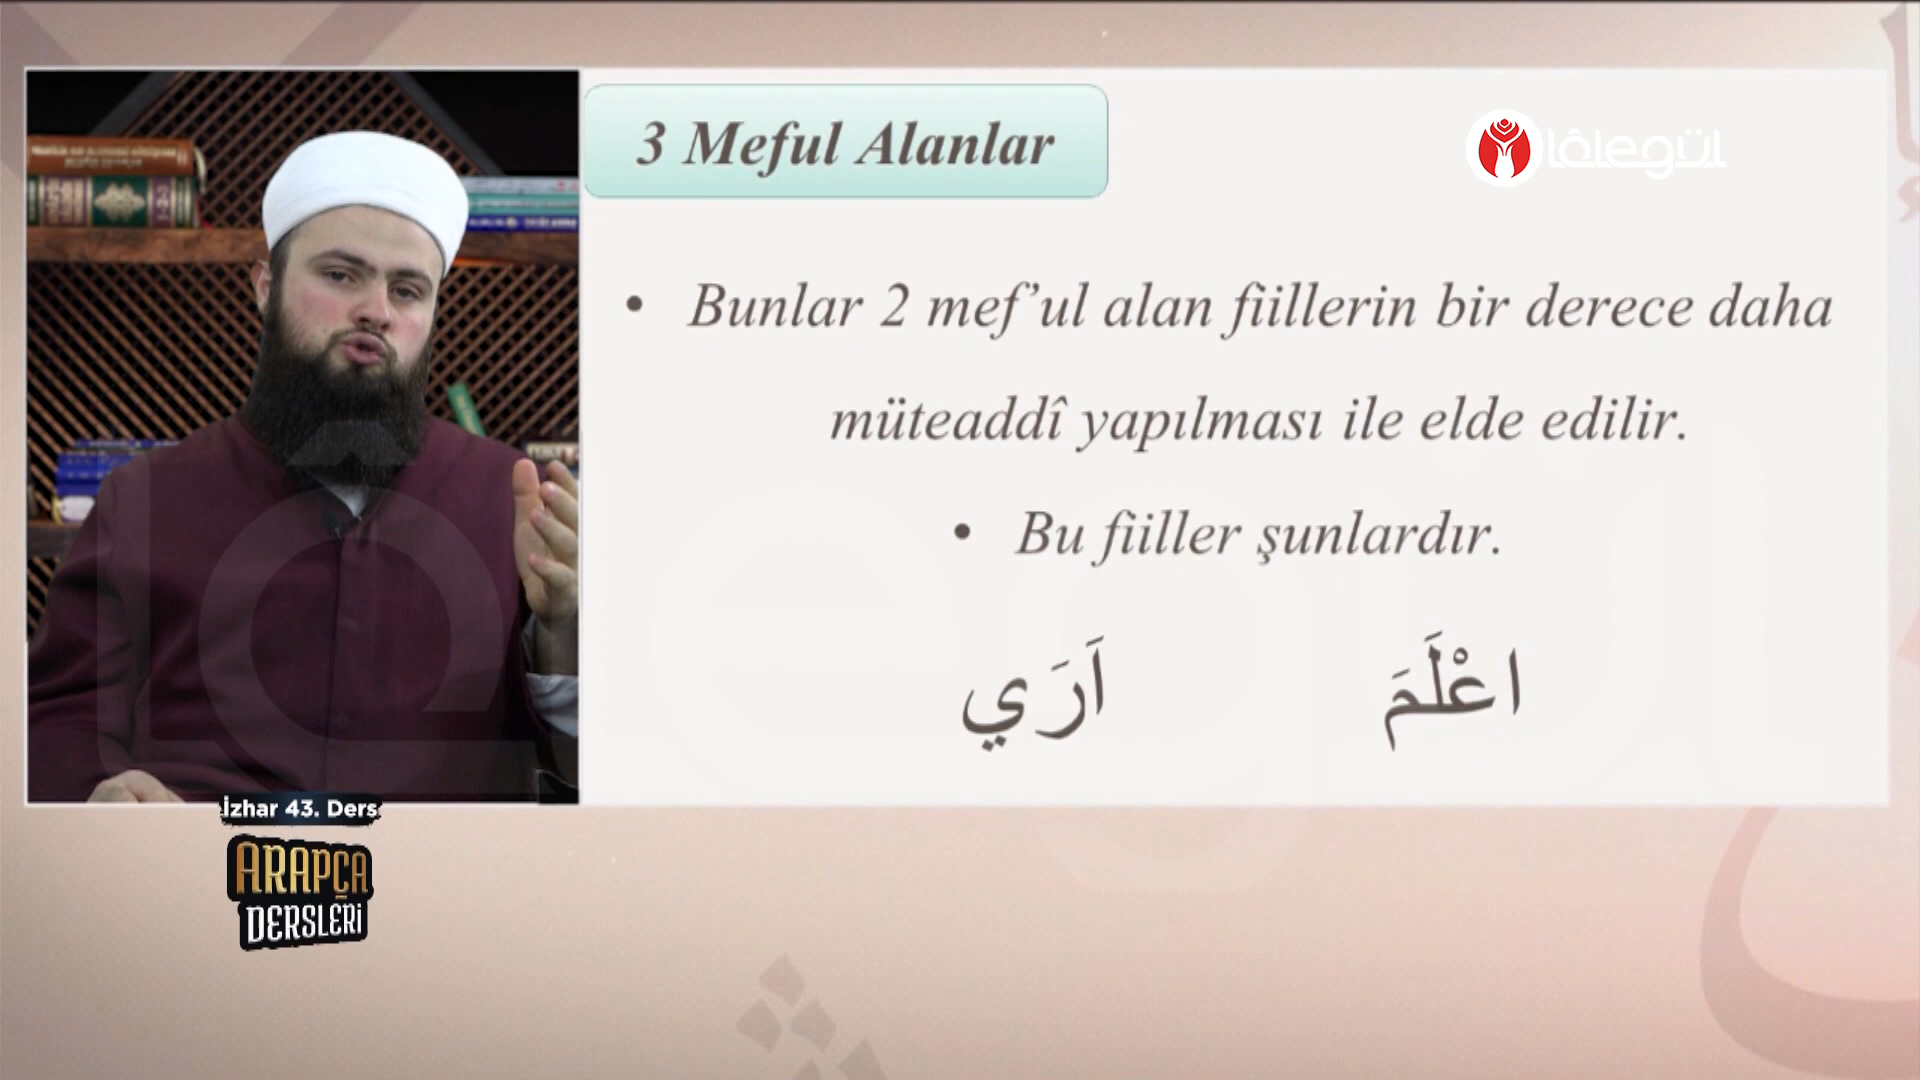 3 Meful Alanlar
lâlegül
• Bunlar 2 mef’ul alan fiillerin bir derece daha
müteaddî yapılması ile elde edilir.
• Bu fiiller şunlardır.
اعْلَمَ اَرَي
İzhar 43. Ders
ARAPÇA
DERSLERİ